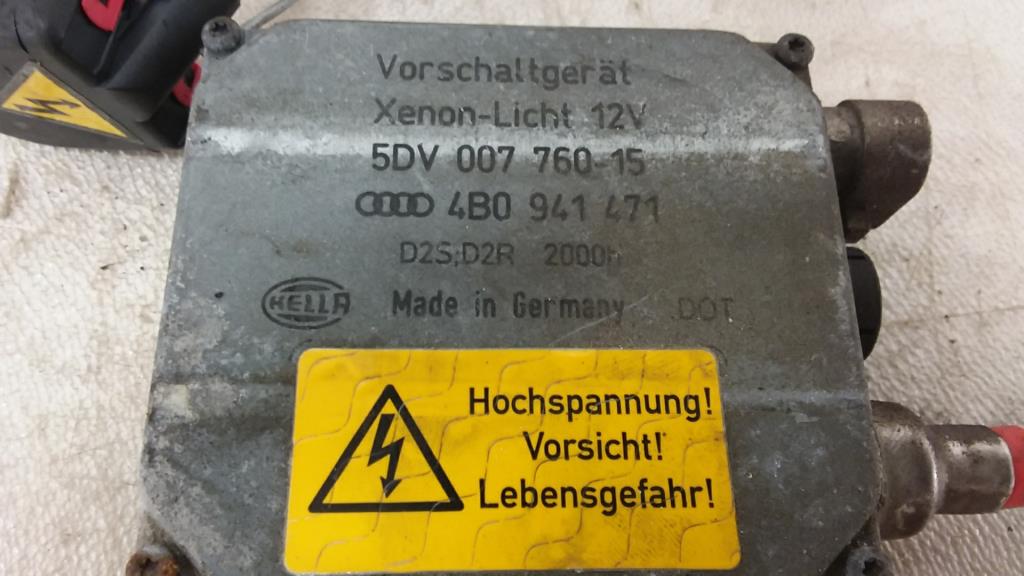 Vorschaltgerät
Xenon-Licht 12V
5DV 007 760-15
4B0 941 471
D2S;D2R 2000h
HELLA Made in Germany DOT
Hochspannung!
Vorsicht!
Lebensgefahr!